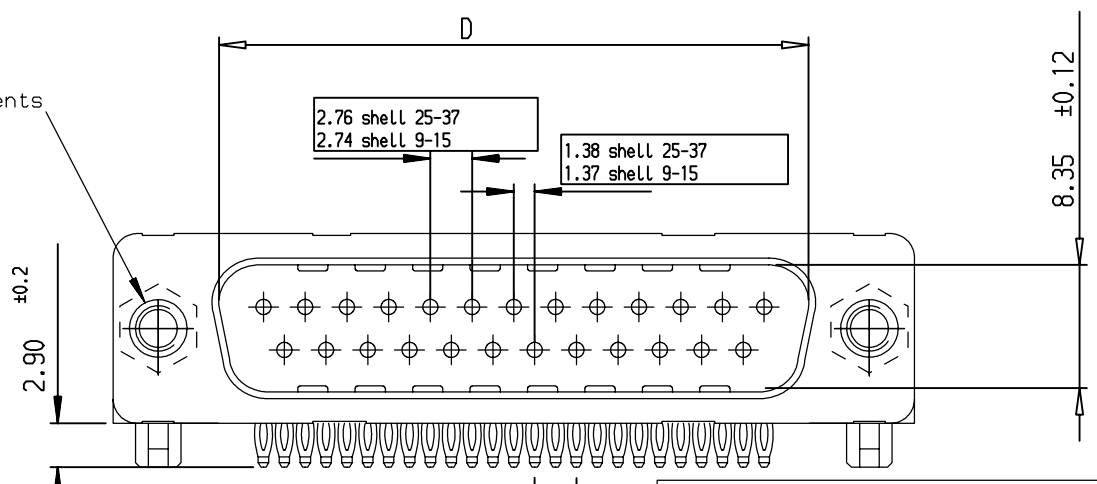 D
ents
2.76 shell 25-37
2.74 shell 9-15
1.38 shell 25-37
1.37 shell 9-15
8.35 ±0.12
2.90 ±0.2